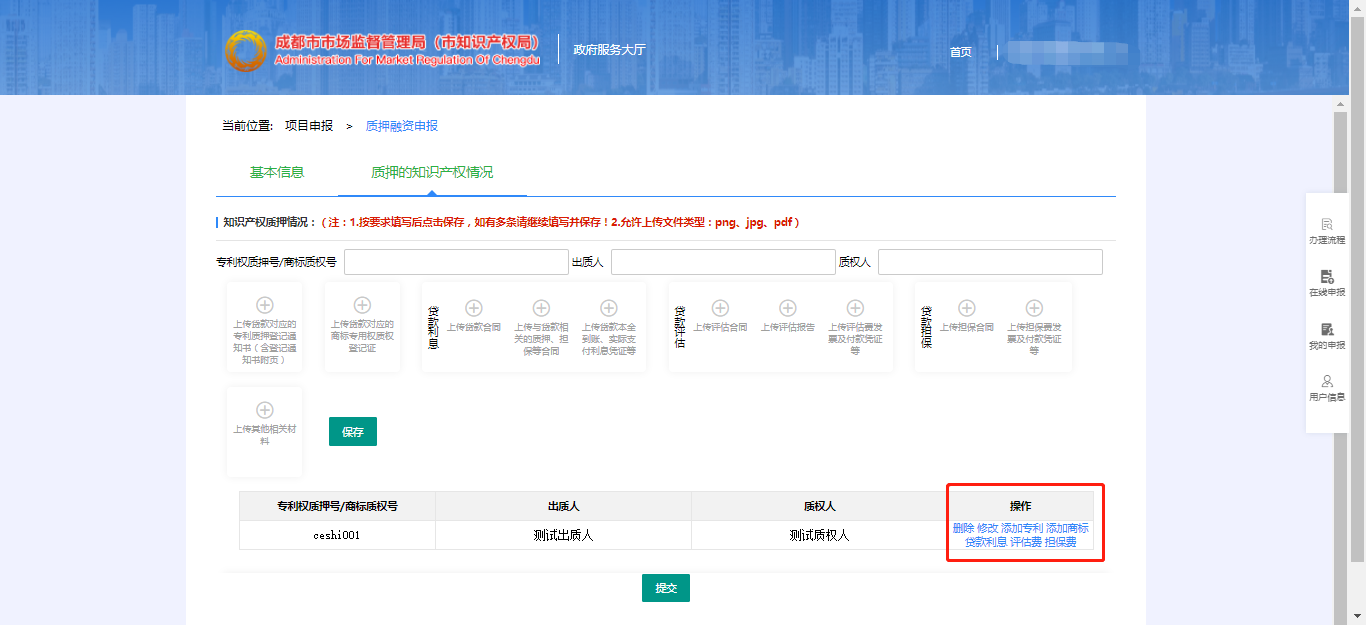 成都市市场监督管理局（市知识产权局）
Administration For Market Regulation Of Chengdu
政府服务大厅
首页
当前位置: 项目申报 > 质押融资申报
基本信息 质押的知识产权情况
知识产权质押情况：（注：1.按要求填写后点击保存，如有多条请继续填写并保存！2.允许上传文件类型：png、jpg、pdf）
专利权质押号/商标质权号 出质人 质权人
上传贷款对应的
专利质押登记通
知书（含登记通
知书附页）
上传贷款对应的
商标专用权质权
登记证
贷款利息
上传贷款合同
上传与贷款相
关的质押、担
保等合同
上传贷款本金
到账、实际支
付利息凭证等
贷款评估
上传评估合同
上传评估报告
上传评估费发
票及付款凭证
等
贷款担保
上传担保合同
上传担保费发
票及付款凭证
等
上传其他相关材
料
保存
专利权质押号/商标质权号 出质人 质权人 操作
ceshi001 测试出质人 测试质权人
删除 修改 添加专利 添加商标
贷款利息 评估费 担保费
提交
办理流程
在线申报
我的申报
用户信息